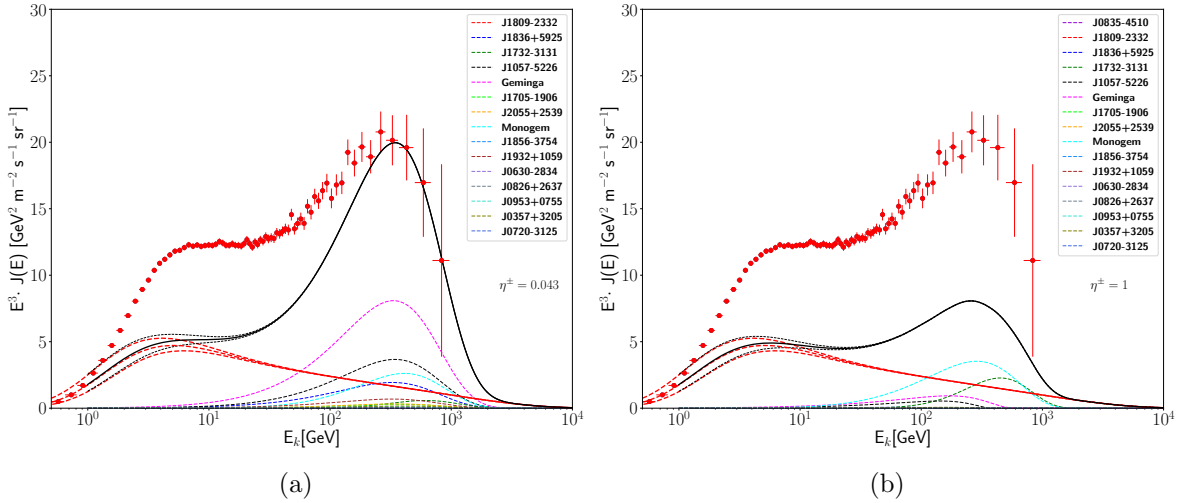 30
25
20
15
10
5
0
E³· J(E) [GeV² m⁻² s⁻¹ sr⁻¹]
J1809-2332
J1836+5925
J1732-3131
J1057-5226
Geminga
J1705-1906
J2055+2539
Monogem
J1856-3754
J1932+1059
J0630-2834
J0826+2637
J0953+0755
J0357+3205
J0720-3125
η± = 0.043
10⁰ 10¹ 10² 10³ 10⁴
Eₖ[GeV]
(a)
30
25
20
15
10
5
0
E³· J(E) [GeV² m⁻² s⁻¹ sr⁻¹]
J0835-4510
J1809-2332
J1836+5925
J1732-3131
J1057-5226
Geminga
J1705-1906
J2055+2539
Monogem
J1856-3754
J1932+1059
J0630-2834
J0826+2637
J0953+0755
J0357+3205
J0720-3125
η± = 1
10⁰ 10¹ 10² 10³ 10⁴
Eₖ[GeV]
(b)